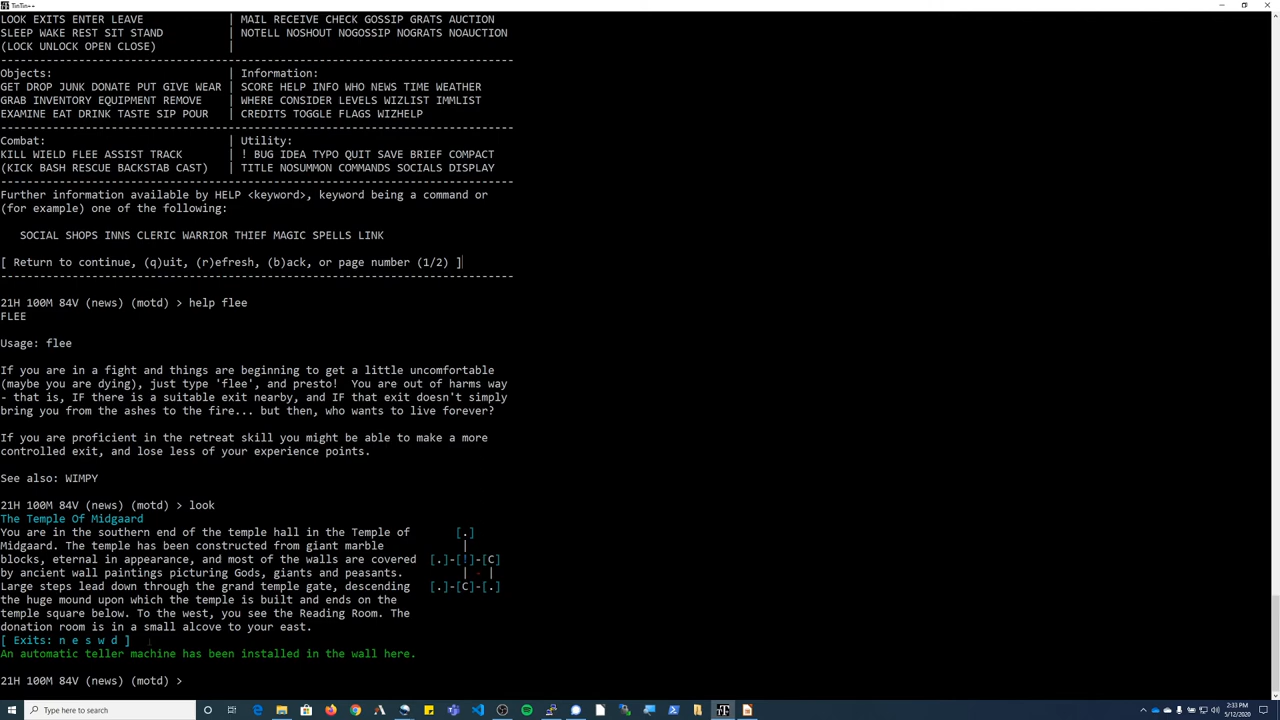 TinTin++
LOOK EXITS ENTER LEAVE | MAIL RECEIVE CHECK GOSSIP GRATS AUCTION
SLEEP WAKE REST SIT STAND | NOTELL NOSHOUT NOGOSSIP NOGRATS NOAUCTION
(LOCK UNLOCK OPEN CLOSE) |
-------------------------------------------------------------------------------
Objects: | Information:
GET DROP JUNK DONATE PUT GIVE WEAR | SCORE HELP INFO WHO NEWS TIME WEATHER
GRAB INVENTORY EQUIPMENT REMOVE | WHERE CONSIDER LEVELS WIZLIST IMMLIST
EXAMINE EAT DRINK TASTE SIP POUR | CREDITS TOGGLE FLAGS WIZHELP
-------------------------------------------------------------------------------
Combat: | Utility:
KILL WIELD FLEE ASSIST TRACK | ! BUG IDEA TYPO QUIT SAVE BRIEF COMPACT
(KICK BASH RESCUE BACKSTAB CAST) | TITLE NOSUMMON COMMANDS SOCIALS DISPLAY
-------------------------------------------------------------------------------
Further information available by HELP <keyword>, keyword being a command or
(for example) one of the following:
SOCIAL SHOPS INNS CLERIC WARRIOR THIEF MAGIC SPELLS LINK
[ Return to continue, (q)uit, (r)efresh, (b)ack, or page number (1/2) ]
-------------------------------------------------------------------------------
21H 100M 84V (news) (motd) > help flee
FLEE
Usage: flee
If you are in a fight and things are beginning to get a little uncomfortable
(maybe you are dying), just type 'flee', and presto!  You are out of harms way
- that is, IF there is a suitable exit nearby, and IF that exit doesn't simply
bring you from the ashes to the fire... but then, who wants to live forever?
If you are proficient in the retreat skill you might be able to make a more
controlled exit, and lose less of your experience points.
See also: WIMPY
21H 100M 84V (news) (motd) > look
The Temple Of Midgaard
You are in the southern end of the temple hall in the Temple of [.]
Midgaard. The temple has been constructed from giant marble |
blocks, eternal in appearance, and most of the walls are covered [.]-[!]-[C]
by ancient wall paintings picturing Gods, giants and peasants. | |
Large steps lead down through the grand temple gate, descending [.]-[C]-[.]
the huge mound upon which the temple is built and ends on the
temple square below. To the west, you see the Reading Room. The
donation room is in a small alcove to your east.
[ Exits: n e s w d ]
An automatic teller machine has been installed in the wall here.
21H 100M 84V (news) (motd) >
Type here to search
2:33 PM
5/12/2020